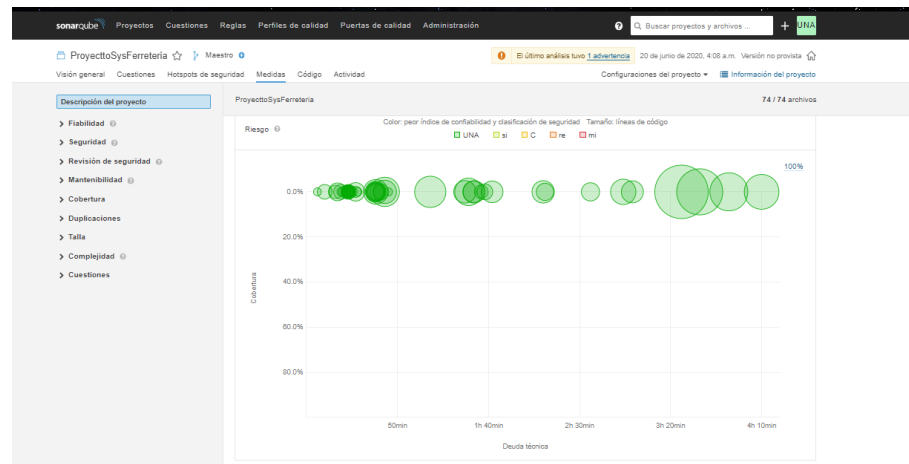 sonarqube Proyectos Cuestiones Reglas Perfiles de calidad Puertas de calidad Administración Buscar proyectos y archivos ... + UNA
ProyecttoSysFerreteria Maestro El último análisis tuvo 1 advertencia 20 de junio de 2020, 4:08 a.m. Versión no provista
Visión general Cuestiones Hotspots de seguridad Medidas Código Actividad Configuraciones del proyecto Información del proyecto
Descripción del proyecto
Fiabilidad
Seguridad
Revisión de seguridad
Mantenibilidad
Cobertura
Duplicaciones
Talla
Complejidad
Cuestiones
ProyecttoSysFerreteria 74 / 74 archivos
Riesgo
Color: peor índice de confiabilidad y clasificación de seguridad Tamaño: líneas de código
UNA si C re mi
100%
0.0%
20.0%
40.0%
60.0%
80.0%
Cobertura
50min 1h 40min 2h 30min 3h 20min 4h 10min
Deuda técnica